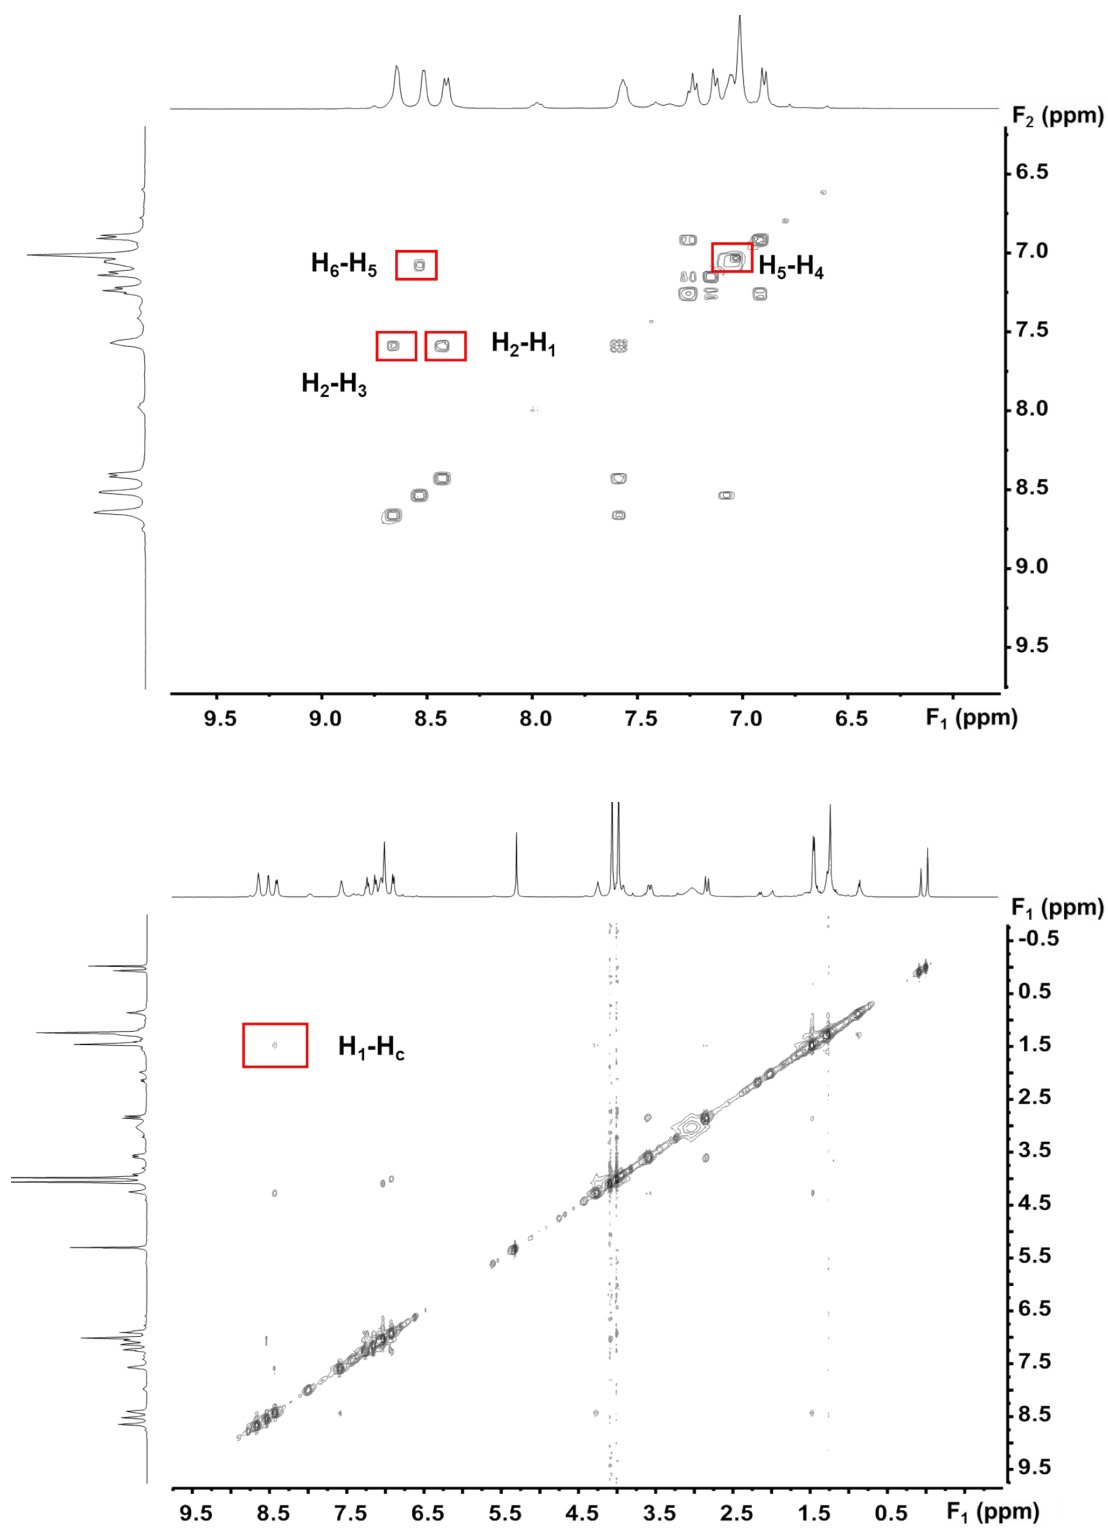 F₂ (ppm)
6.5
7.0
7.5
8.0
8.5
9.0
9.5
H₆-H₅
H₅-H₄
H₂-H₁
H₂-H₃
9.5 9.0 8.5 8.0 7.5 7.0 6.5 F₁ (ppm)
F₁ (ppm)
-0.5
0.5
1.5
2.5
3.5
4.5
5.5
6.5
7.5
8.5
9.5
H₁-Hc
9.5 8.5 7.5 6.5 5.5 4.5 3.5 2.5 1.5 0.5 F₁ (ppm)